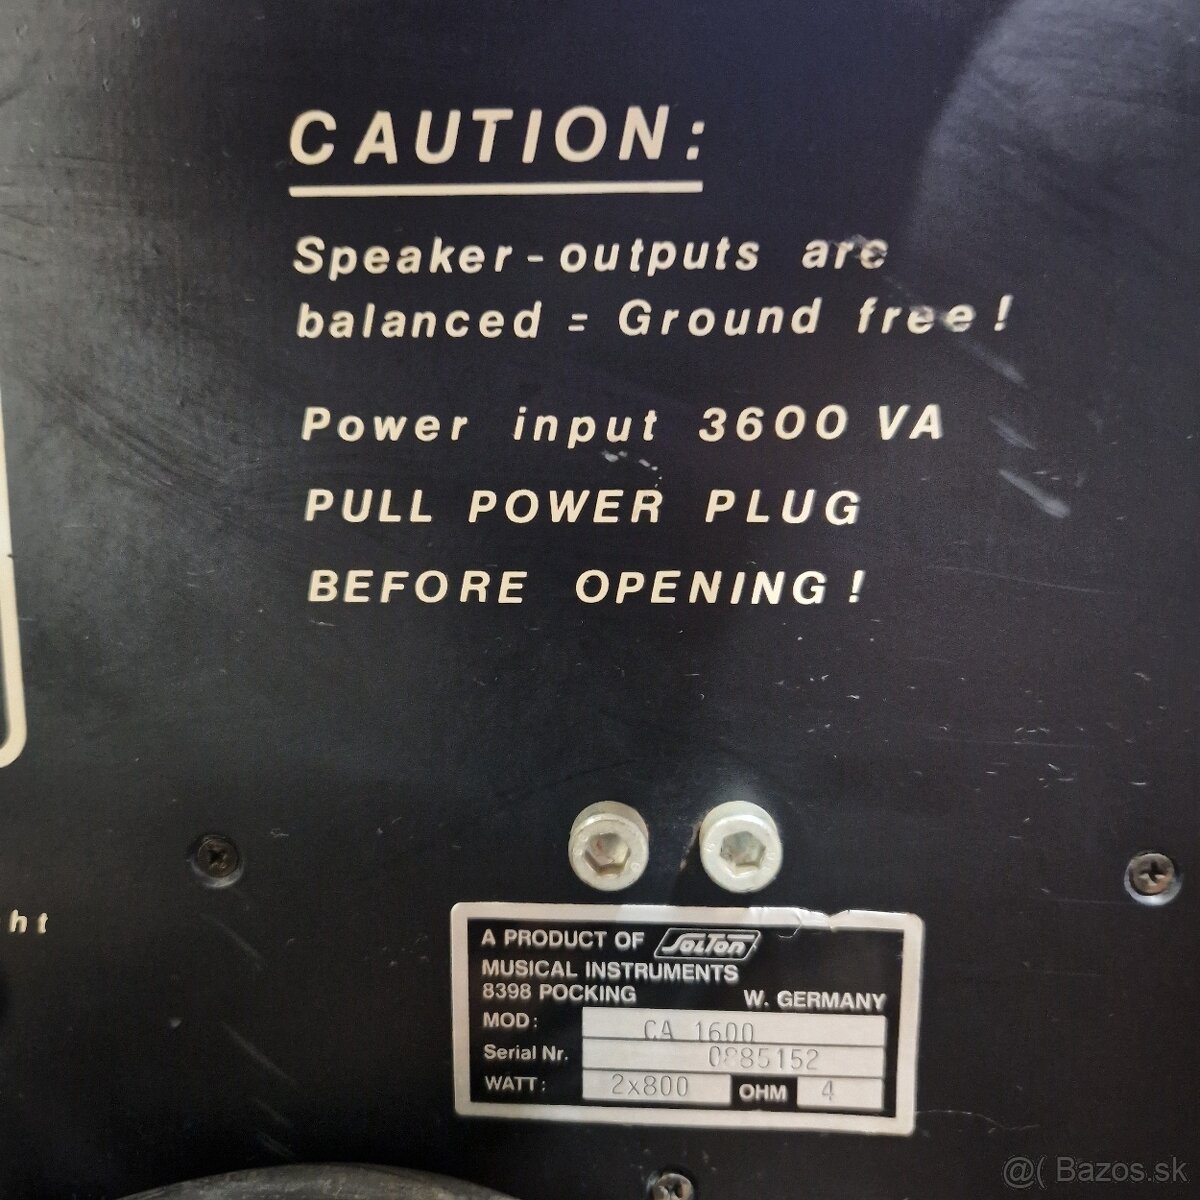 CAUTION:
Speaker-outputs are
balanced = Ground free!
Power input 3600 VA
PULL POWER PLUG
BEFORE OPENING!
ht
A PRODUCT OF SOLTON
MUSICAL INSTRUMENTS
8398 POCKING W. GERMANY
MOD: CA 1600
Serial Nr. 0885152
WATT: 2x800 OHM 4
@( Bazos.sk